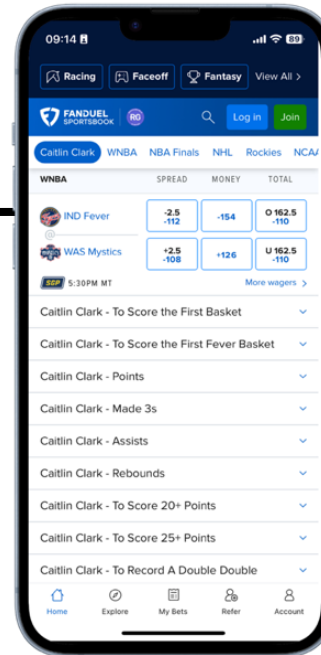 09:14 89
Racing Faceoff Fantasy View All >
FANDUEL SPORTSBOOK RG Log in Join
Caitlin Clark WNBA NBA Finals NHL Rockies NCA
WNBA SPREAD MONEY TOTAL
IND Fever -2.5 -112 -154 O 162.5 -110
@
WAS Mystics +2.5 -108 +126 U 162.5 -110
SGP 5:30PM MT More wagers >
Caitlin Clark - To Score the First Basket
Caitlin Clark - To Score the First Fever Basket
Caitlin Clark - Points
Caitlin Clark - Made 3s
Caitlin Clark - Assists
Caitlin Clark - Rebounds
Caitlin Clark - To Score 20+ Points
Caitlin Clark - To Score 25+ Points
Caitlin Clark - To Record A Double Double
Home Explore My Bets Refer Account